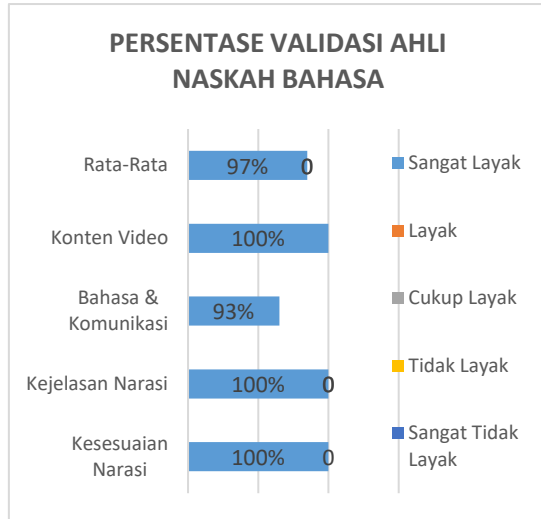 PERSENTASE VALIDASI AHLI
NASKAH BAHASA
Rata-Rata
97%
0
Konten Video
100%
Bahasa &
Komunikasi
93%
Kejelasan Narasi
100%
0
Kesesuaian
Narasi
100%
0
Sangat Layak
Layak
Cukup Layak
Tidak Layak
Sangat Tidak
Layak